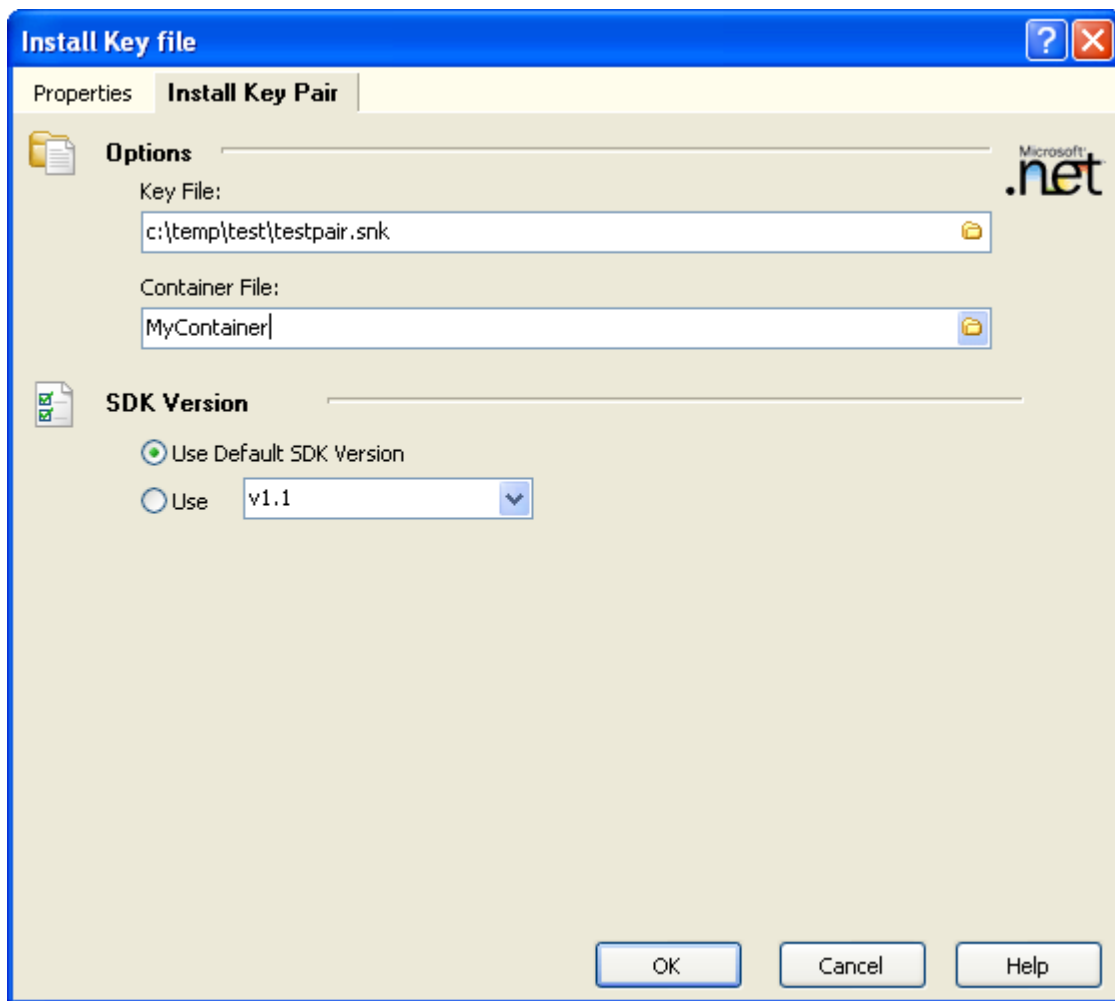 Install Key file
Properties Install Key Pair
Options
Microsoft
.net
Key File:
c:\temp\test\testpair.snk
Container File:
MyContainer
SDK Version
Use Default SDK Version
Use v1.1
OK Cancel Help